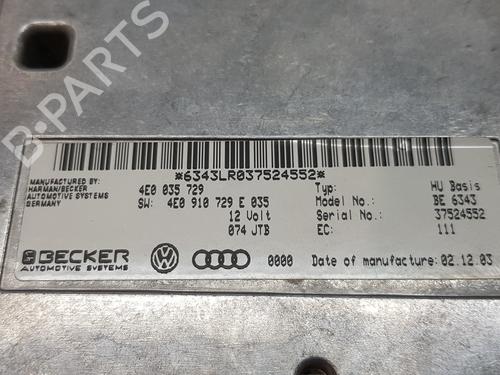 *6343LR037524552*
MANUFACTURED BY:
HARMAN/BECKER
AUTOMOTIVE SYSTEMS
GERMANY
4E0 035 729
SW: 4E0 910 729 E 035
12 Volt
074 JTB
Typ: HU Basis
Model No.: BE 6343
Serial No.: 37524552
EC: 111
BECKER
AUTOMOTIVE SYSTEMS
0000 Date of manufacture: 02.12.03
B-PARTS